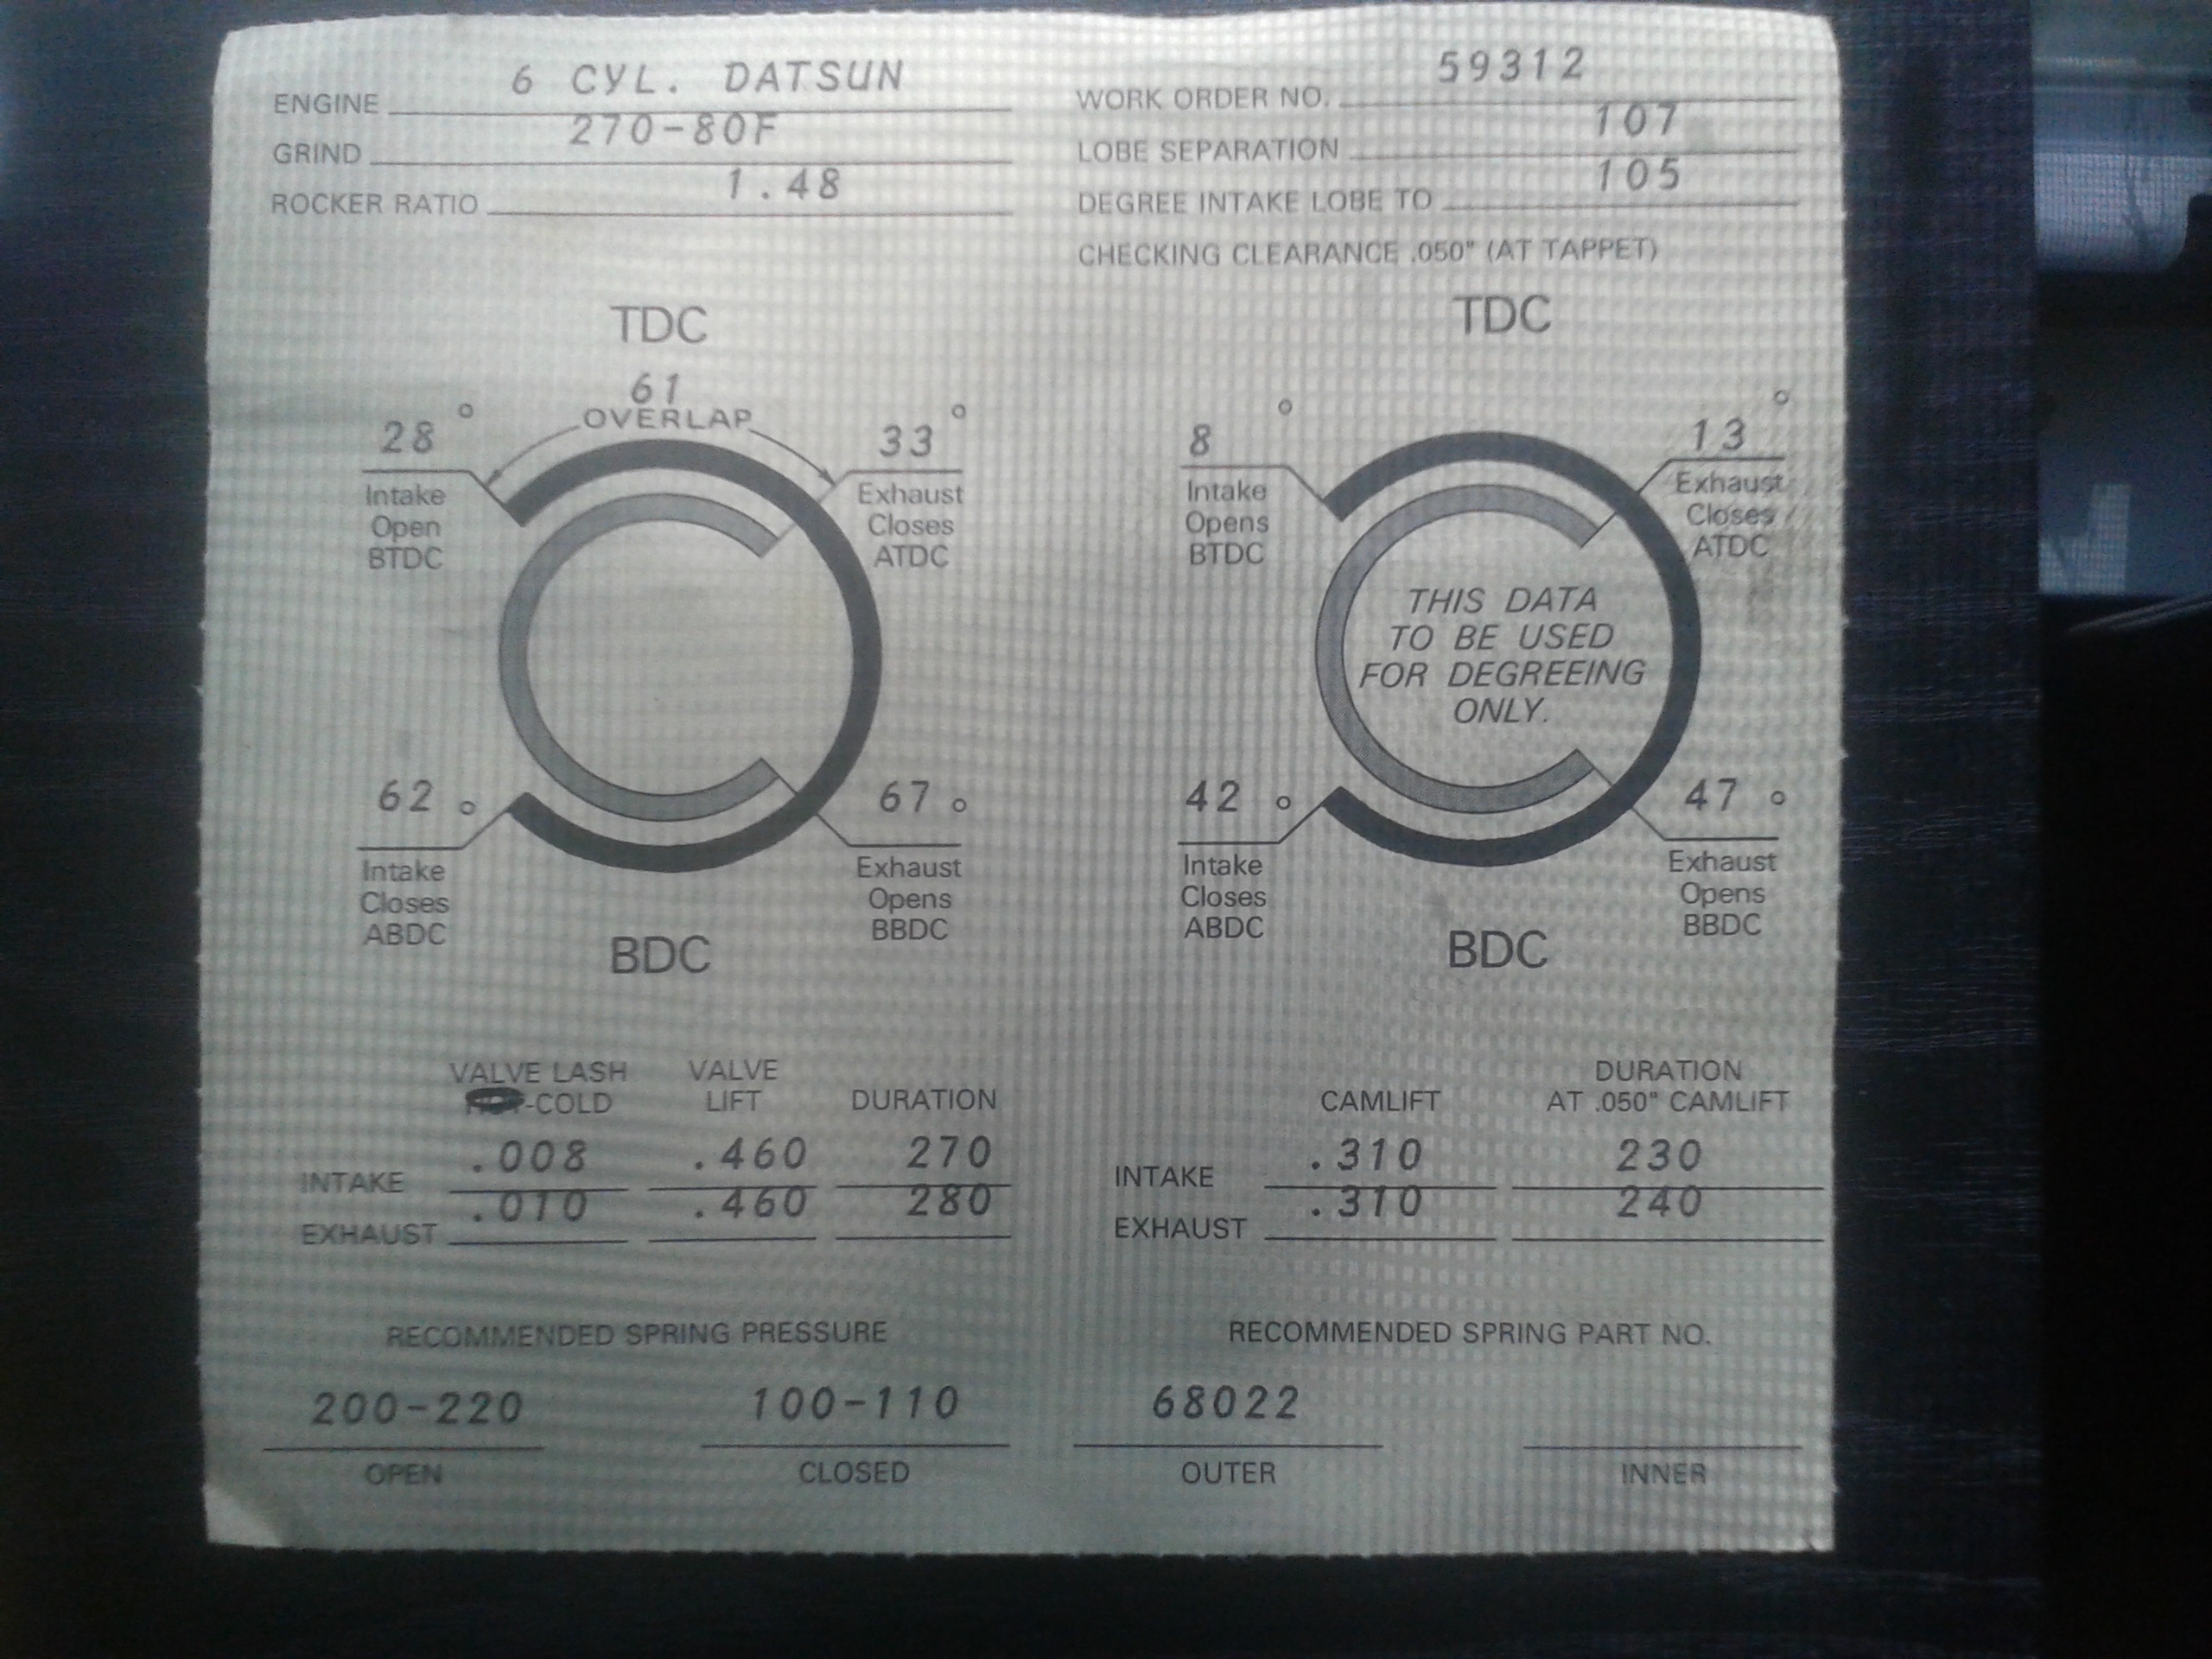 ENGINE 6 CYL. DATSUN
GRIND 270-80F
ROCKER RATIO 1.48
WORK ORDER NO. 59312
LOBE SEPARATION 107
DEGREE INTAKE LOBE TO 105
CHECKING CLEARANCE .050" (AT TAPPET)
TDC
61
OVERLAP
28 °
Intake
Open
BTDC
33 °
Exhaust
Closes
ATDC
62 °
Intake
Closes
ABDC
67 °
Exhaust
Opens
BBDC
BDC
TDC
8 °
Intake
Opens
BTDC
13 °
Exhaust
Closes
ATDC
THIS DATA
TO BE USED
FOR DEGREEING
ONLY.
42 °
Intake
Closes
ABDC
47 °
Exhaust
Opens
BBDC
BDC
VALVE LASH
-COLD
VALVE
LIFT
DURATION
INTAKE .008 .460 270
EXHAUST .010 .460 280
CAMLIFT
DURATION
AT .050" CAMLIFT
INTAKE .310 230
EXHAUST .310 240
RECOMMENDED SPRING PRESSURE
200-220
OPEN
100-110
CLOSED
RECOMMENDED SPRING PART NO.
68022
OUTER
INNER